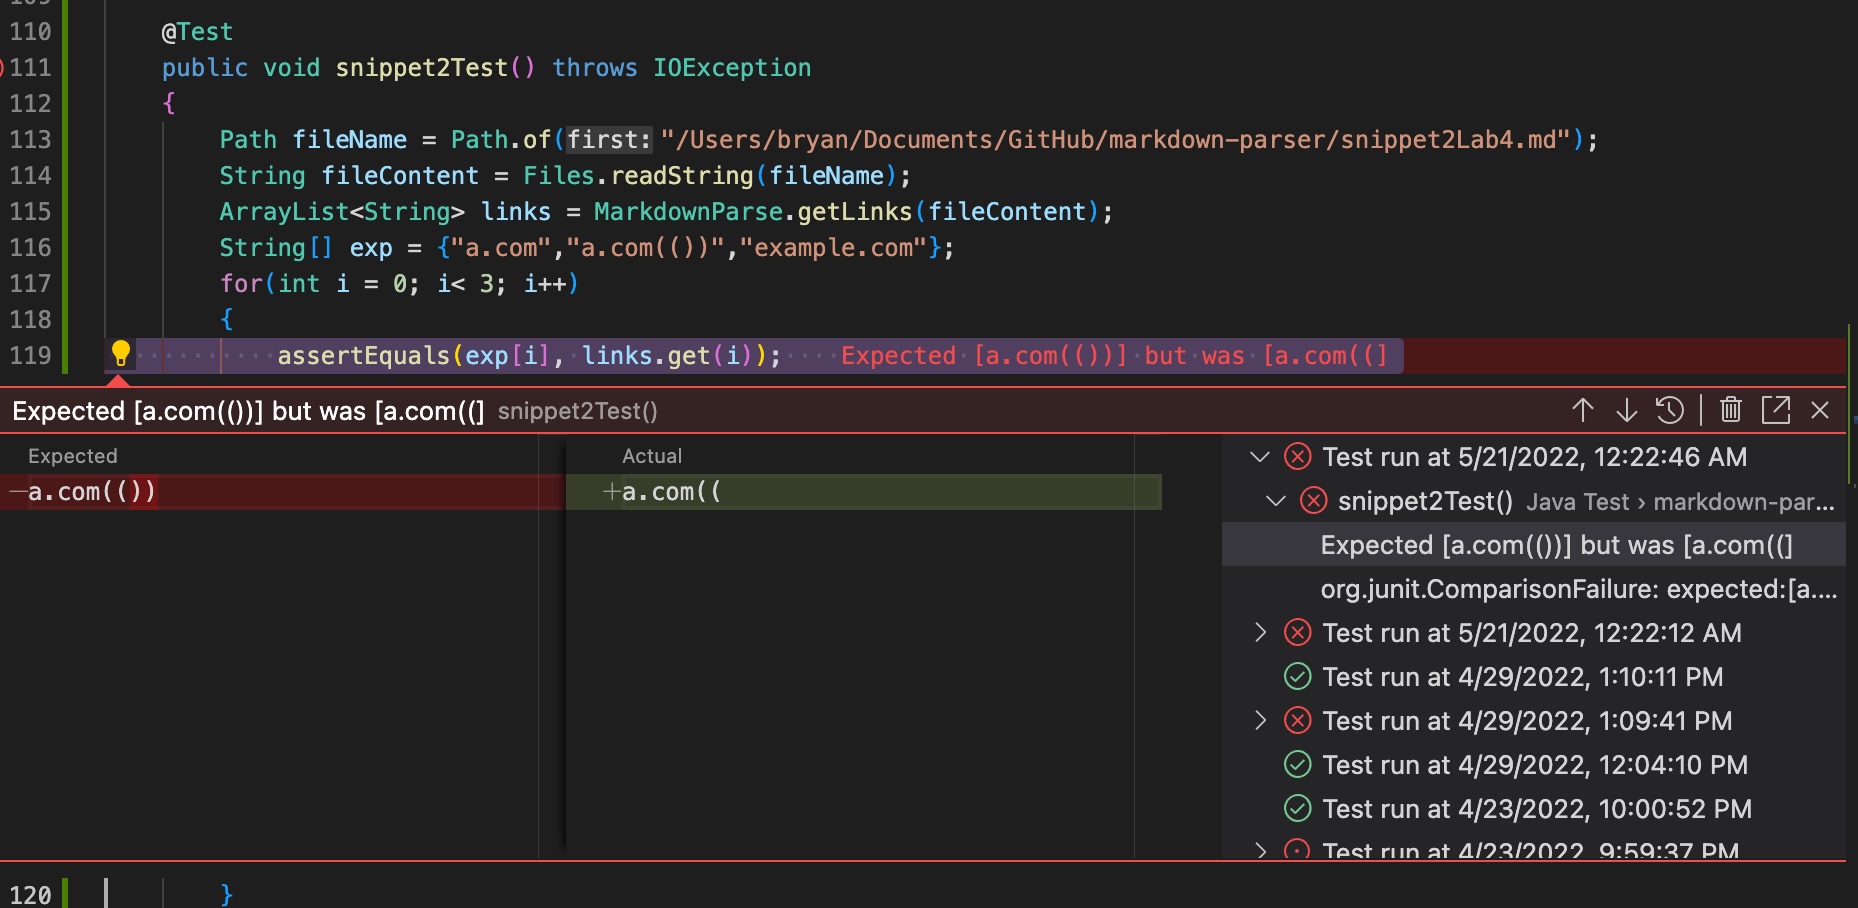 110 @Test
111 public void snippet2Test() throws IOException
112 {
113 Path fileName = Path.of(first: "/Users/bryan/Documents/GitHub/markdown-parser/snippet2Lab4.md");
114 String fileContent = Files.readString(fileName);
115 ArrayList<String> links = MarkdownParse.getLinks(fileContent);
116 String[] exp = {"a.com","a.com(())","example.com"};
117 for(int i = 0; i< 3; i++)
118 {
119 assertEquals(exp[i], links.get(i)); Expected [a.com(())] but was [a.com((]
Expected [a.com(())] but was [a.com((] snippet2Test()
Expected
—a.com(())
Actual
+a.com((
Test run at 5/21/2022, 12:22:46 AM
snippet2Test() Java Test › markdown-par...
Expected [a.com(())] but was [a.com((]
org.junit.ComparisonFailure: expected:[a....
Test run at 5/21/2022, 12:22:12 AM
Test run at 4/29/2022, 1:10:11 PM
Test run at 4/29/2022, 1:09:41 PM
Test run at 4/29/2022, 12:04:10 PM
Test run at 4/23/2022, 10:00:52 PM
Test run at 4/23/2022, 9:59:37 PM
120 }